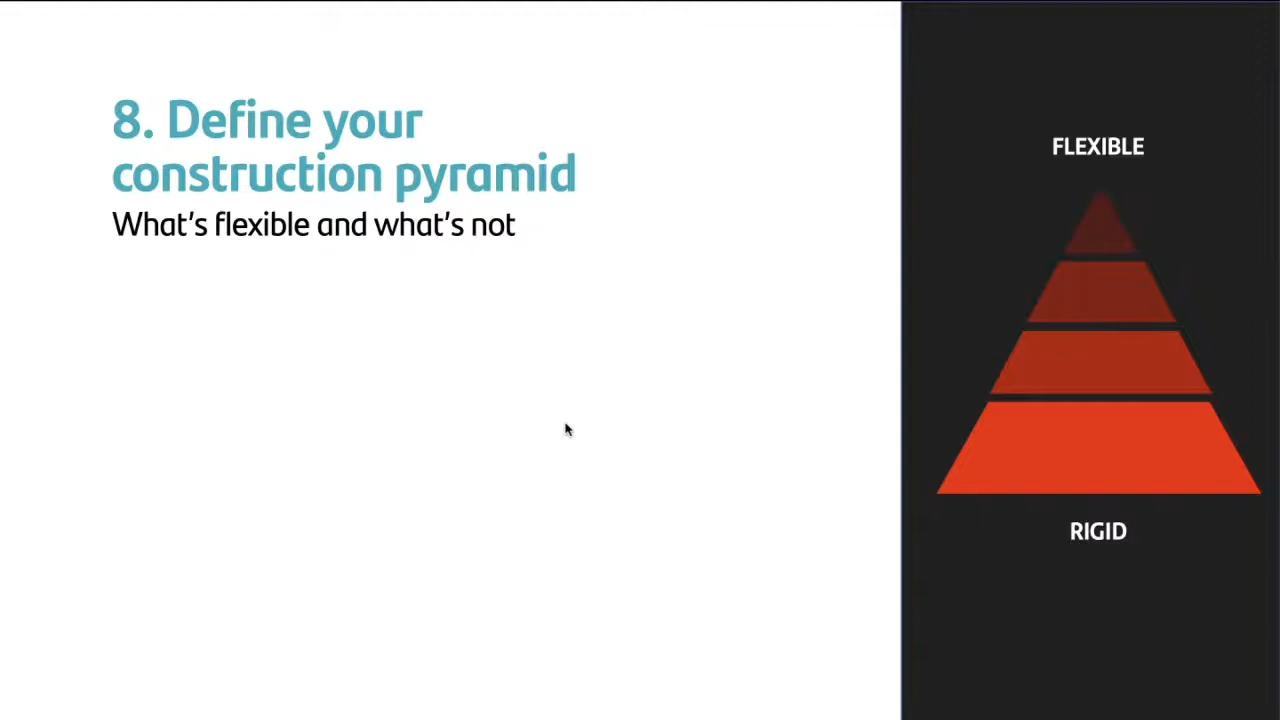 8. Define your
construction pyramid
What's flexible and what's not
FLEXIBLE
RIGID